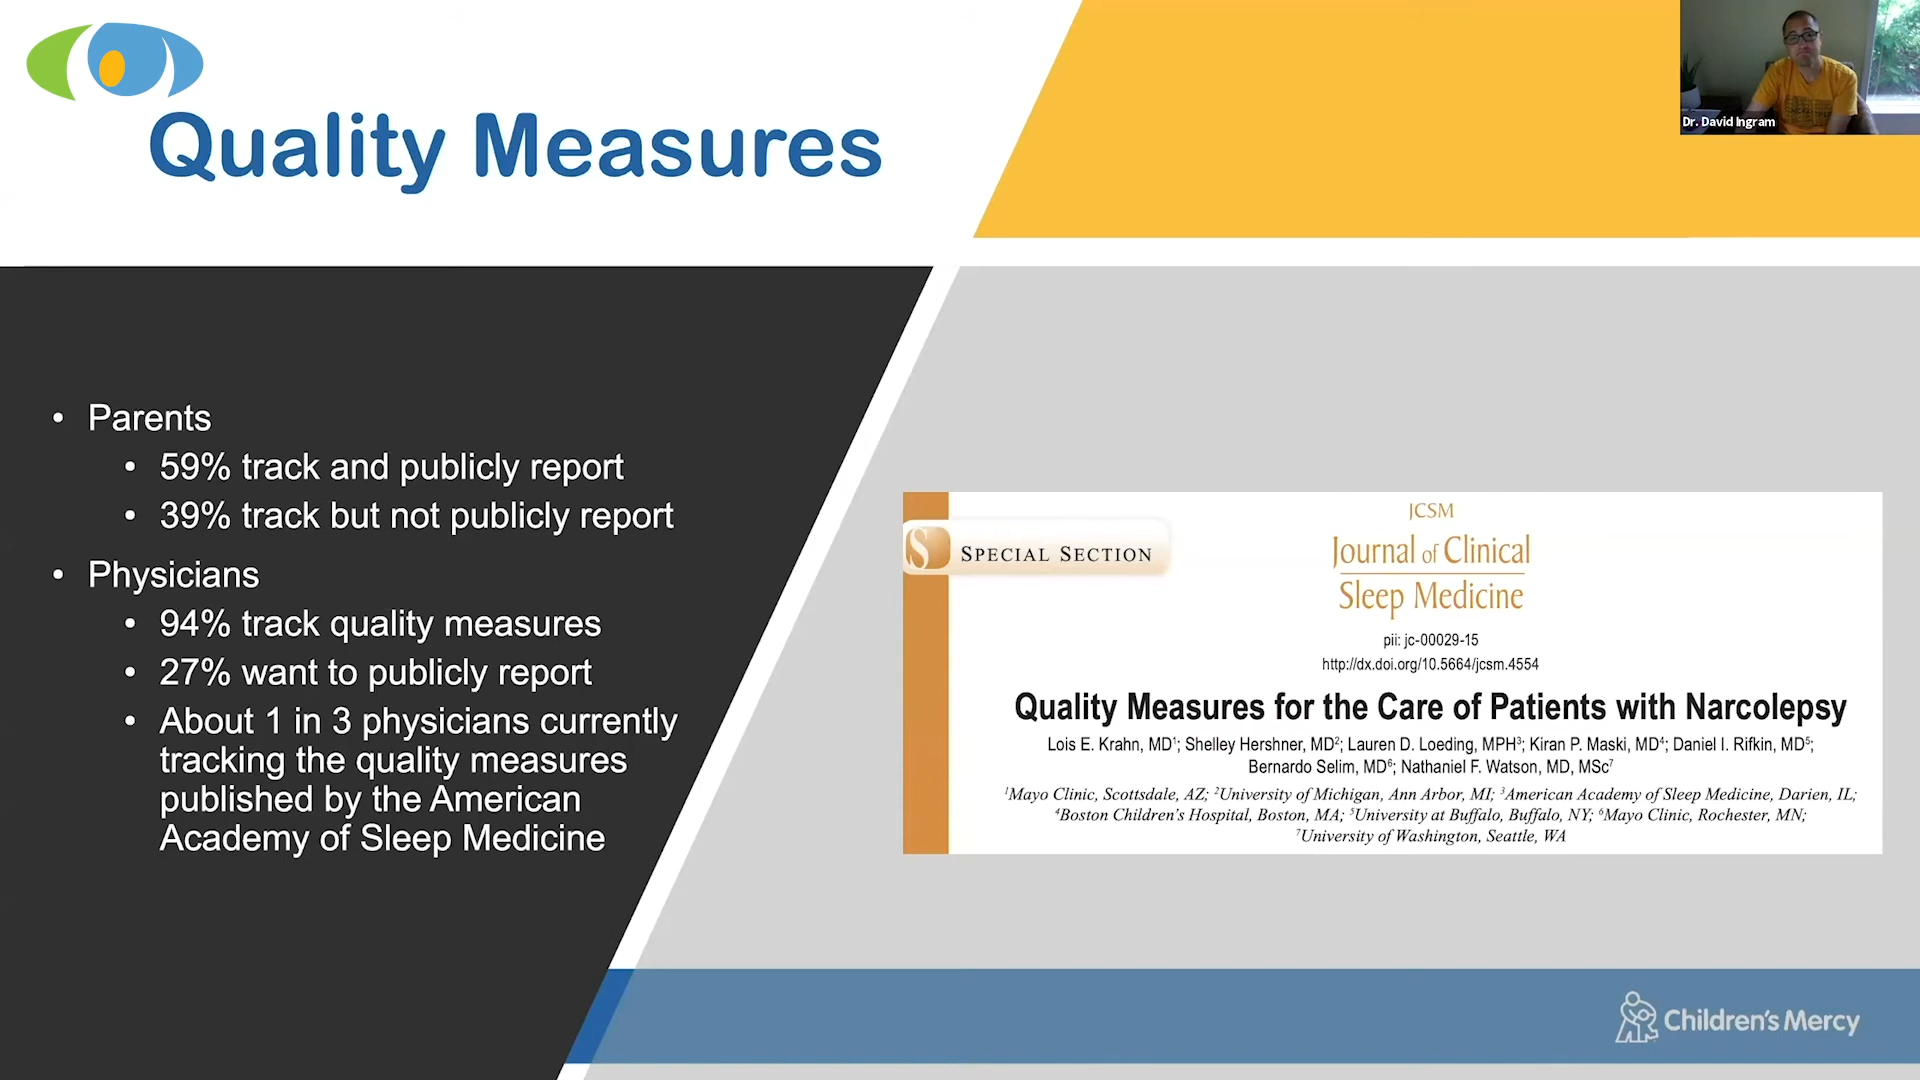 Quality Measures
Dr. David Ingram
• Parents
• 59% track and publicly report
• 39% track but not publicly report
• Physicians
• 94% track quality measures
• 27% want to publicly report
• About 1 in 3 physicians currently
tracking the quality measures
published by the American
Academy of Sleep Medicine
S
SPECIAL SECTION
JCSM
Journal of Clinical
Sleep Medicine
pii: jc-00029-15
http://dx.doi.org/10.5664/jcsm.4554
Quality Measures for the Care of Patients with Narcolepsy
Lois E. Krahn, MD¹; Shelley Hershner, MD²; Lauren D. Loeding, MPH³; Kiran P. Maski, MD⁴; Daniel I. Rifkin, MD⁵;
Bernardo Selim, MD⁶; Nathaniel F. Watson, MD, MSc⁷
¹Mayo Clinic, Scottsdale, AZ; ²University of Michigan, Ann Arbor, MI; ³American Academy of Sleep Medicine, Darien, IL;
⁴Boston Children's Hospital, Boston, MA; ⁵University at Buffalo, Buffalo, NY; ⁶Mayo Clinic, Rochester, MN;
⁷University of Washington, Seattle, WA
Children's Mercy